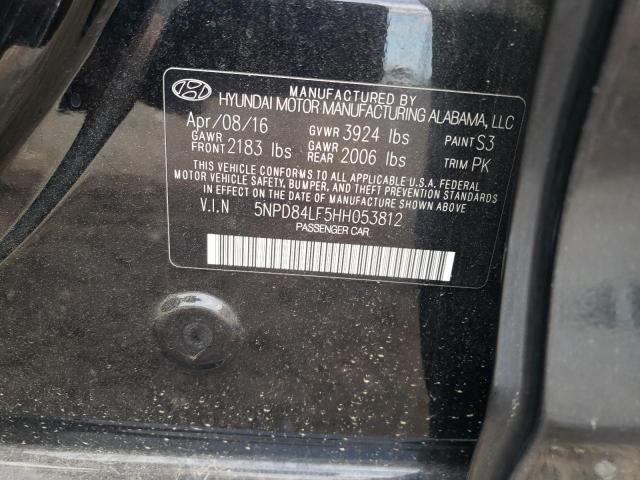 MANUFACTURED BY
HYUNDAI MOTOR MANUFACTURING ALABAMA, LLC
Apr/08/16 GVWR 3924 lbs PAINT S3
GAWR FRONT 2183 lbs GAWR REAR 2006 lbs TRIM PK
THIS VEHICLE CONFORMS TO ALL APPLICABLE U.S.A. FEDERAL
MOTOR VEHICLE SAFETY, BUMPER, AND THEFT PREVENTION STANDARDS
IN EFFECT ON THE DATE OF MANUFACTURE SHOWN ABOVE.
V.I.N 5NPD84LF5HH053812
PASSENGER CAR